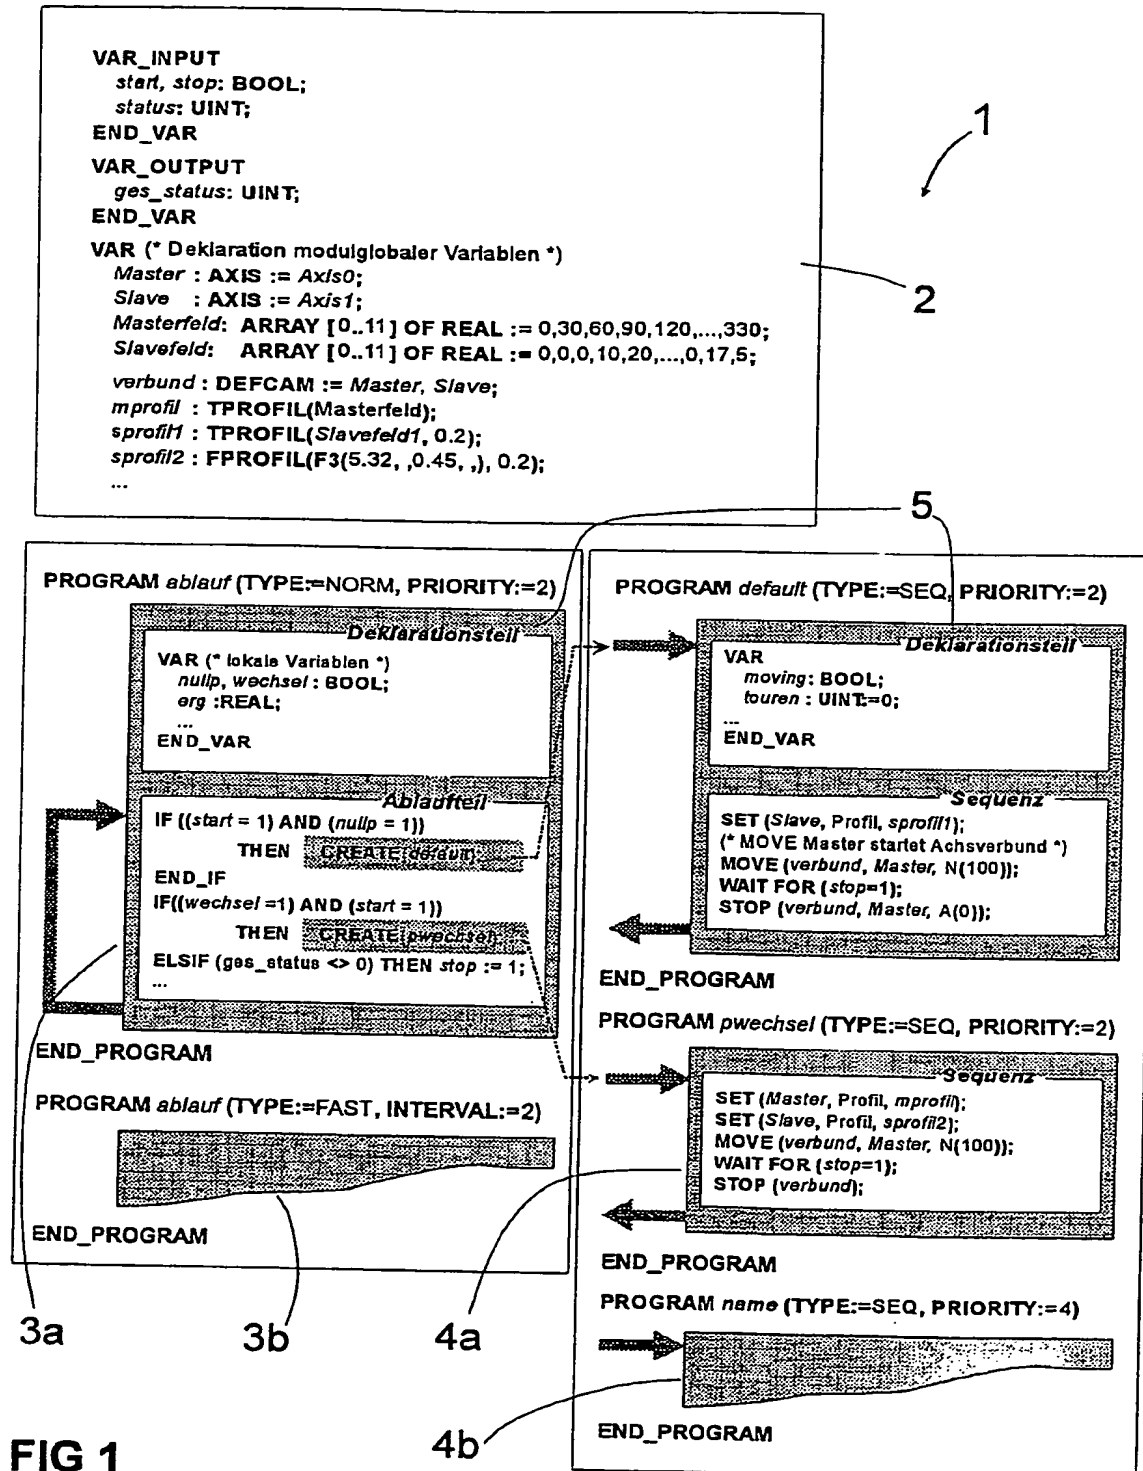 VAR_INPUT
start, stop: BOOL;
status: UINT;
END_VAR
VAR_OUTPUT
ges_status: UINT;
END_VAR
VAR (* Deklaration modulglobaler Variablen *)
Master : AXIS := Axis0;
Slave : AXIS := Axis1;
Masterfeld: ARRAY [0..11] OF REAL := 0,30,60,90,120,...,330;
Slavefeld: ARRAY [0..11] OF REAL := 0,0,0,10,20,...,0,17,5;
verbund : DEFCAM := Master, Slave;
mprofil : TPROFIL(Masterfeld);
sprofil1 : TPROFIL(Slavefeld1, 0.2);
sprofil2 : FPROFIL(F3(5.32, ,0.45, ,), 0.2);
...
1
2
5
PROGRAM ablauf (TYPE:=NORM, PRIORITY:=2)
Deklarationsteil
VAR (* lokale Variablen *)
nullp, wechsel : BOOL;
erg :REAL;
...
END_VAR
Ablaufteil
IF ((start = 1) AND (nullp = 1))
THEN CREATE(default);
END_IF
IF((wechsel =1) AND (start = 1))
THEN CREATE(pwechsel)
ELSIF (ges_status <> 0) THEN stop := 1;
...
END_PROGRAM
PROGRAM ablauf (TYPE:=FAST, INTERVAL:=2)
END_PROGRAM
3a
3b
PROGRAM default (TYPE:=SEQ, PRIORITY:=2)
Deklarationsteil
VAR
moving: BOOL;
touren : UINT:=0;
...
END_VAR
Sequenz
SET (Slave, Profil, sprofil1);
(* MOVE Master startet Achsverbund *)
MOVE (verbund, Master, N(100));
WAIT FOR (stop=1);
STOP (verbund, Master, A(0));
END_PROGRAM
PROGRAM pwechsel (TYPE:=SEQ, PRIORITY:=2)
Sequenz
SET (Master, Profil, mprofil);
SET (Slave, Profil, sprofil2);
MOVE (verbund, Master, N(100));
WAIT FOR (stop=1);
STOP (verbund);
END_PROGRAM
PROGRAM name (TYPE:=SEQ, PRIORITY:=4)
END_PROGRAM
4a
4b
FIG 1